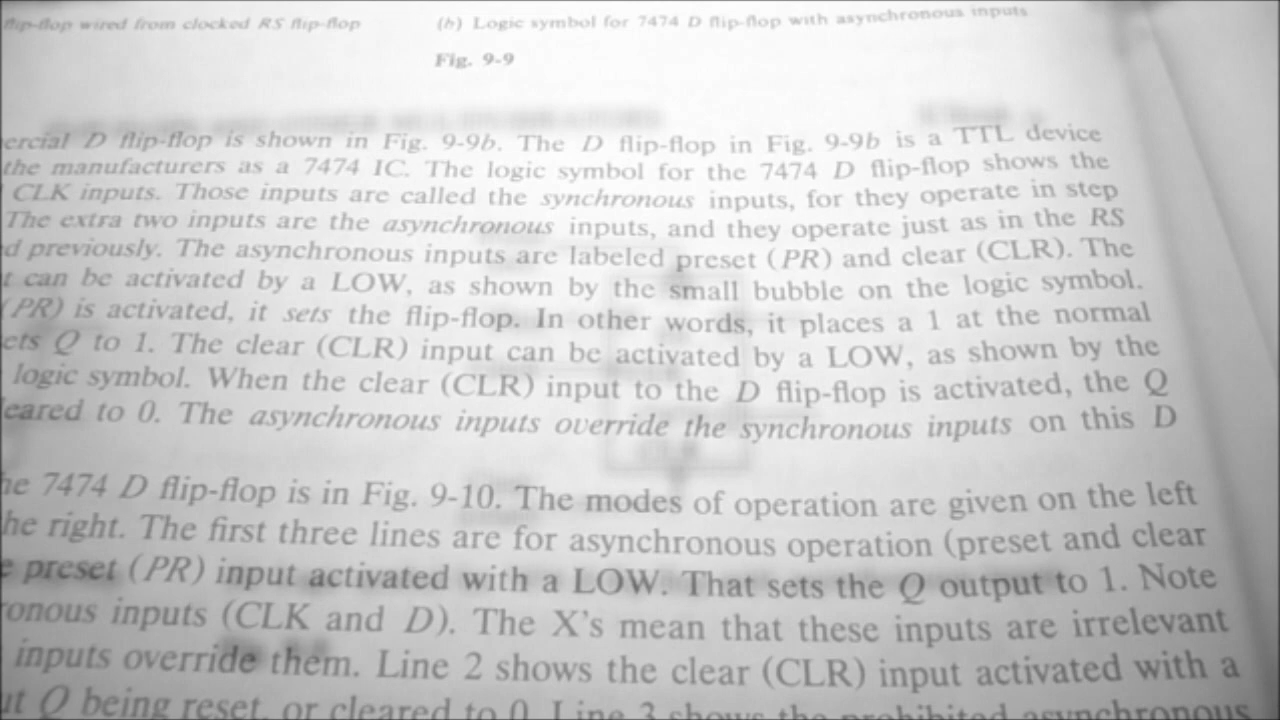 flip-flop wired from clocked RS flip-flop
(b) Logic symbol for 7474 D flip-flop with asynchronous inputs
Fig. 9-9
ercial D flip-flop is shown in Fig. 9-9b. The D flip-flop in Fig. 9-9b is a TTL device
the manufacturers as a 7474 IC. The logic symbol for the 7474 D flip-flop shows the
CLK inputs. Those inputs are called the synchronous inputs, for they operate in step
The extra two inputs are the asynchronous inputs, and they operate just as in the RS
d previously. The asynchronous inputs are labeled preset (PR) and clear (CLR). The
t can be activated by a LOW, as shown by the small bubble on the logic symbol.
(PR) is activated, it sets the flip-flop. In other words, it places a 1 at the normal
ets Q to 1. The clear (CLR) input can be activated by a LOW, as shown by the
logic symbol. When the clear (CLR) input to the D flip-flop is activated, the Q
leared to 0. The asynchronous inputs override the synchronous inputs on this D
he 7474 D flip-flop is in Fig. 9-10. The modes of operation are given on the left
he right. The first three lines are for asynchronous operation (preset and clear
e preset (PR) input activated with a LOW. That sets the Q output to 1. Note
ronous inputs (CLK and D). The X's mean that these inputs are irrelevant
inputs override them. Line 2 shows the clear (CLR) input activated with a
ut Q being reset, or cleared to 0. Line 3 shows the prohibited asynchronous